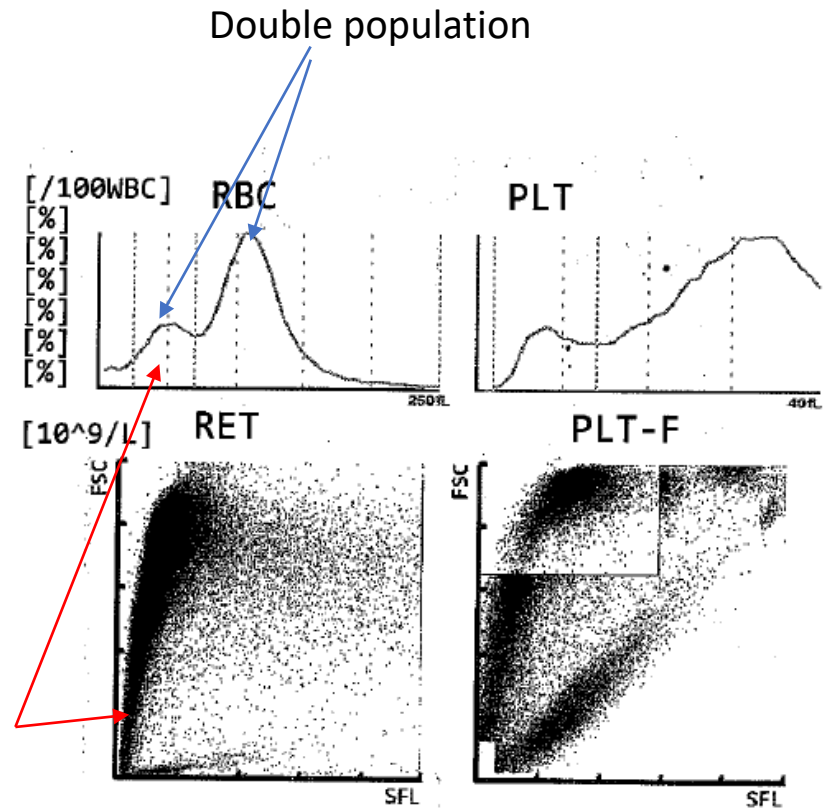 Double population
[/100WBC] RBC PLT
[%]
[%]
[%]
[%]
[%]
[%]
250fL 40fL
[10^9/L] RET PLT-F
FSC FSC
SFL SFL